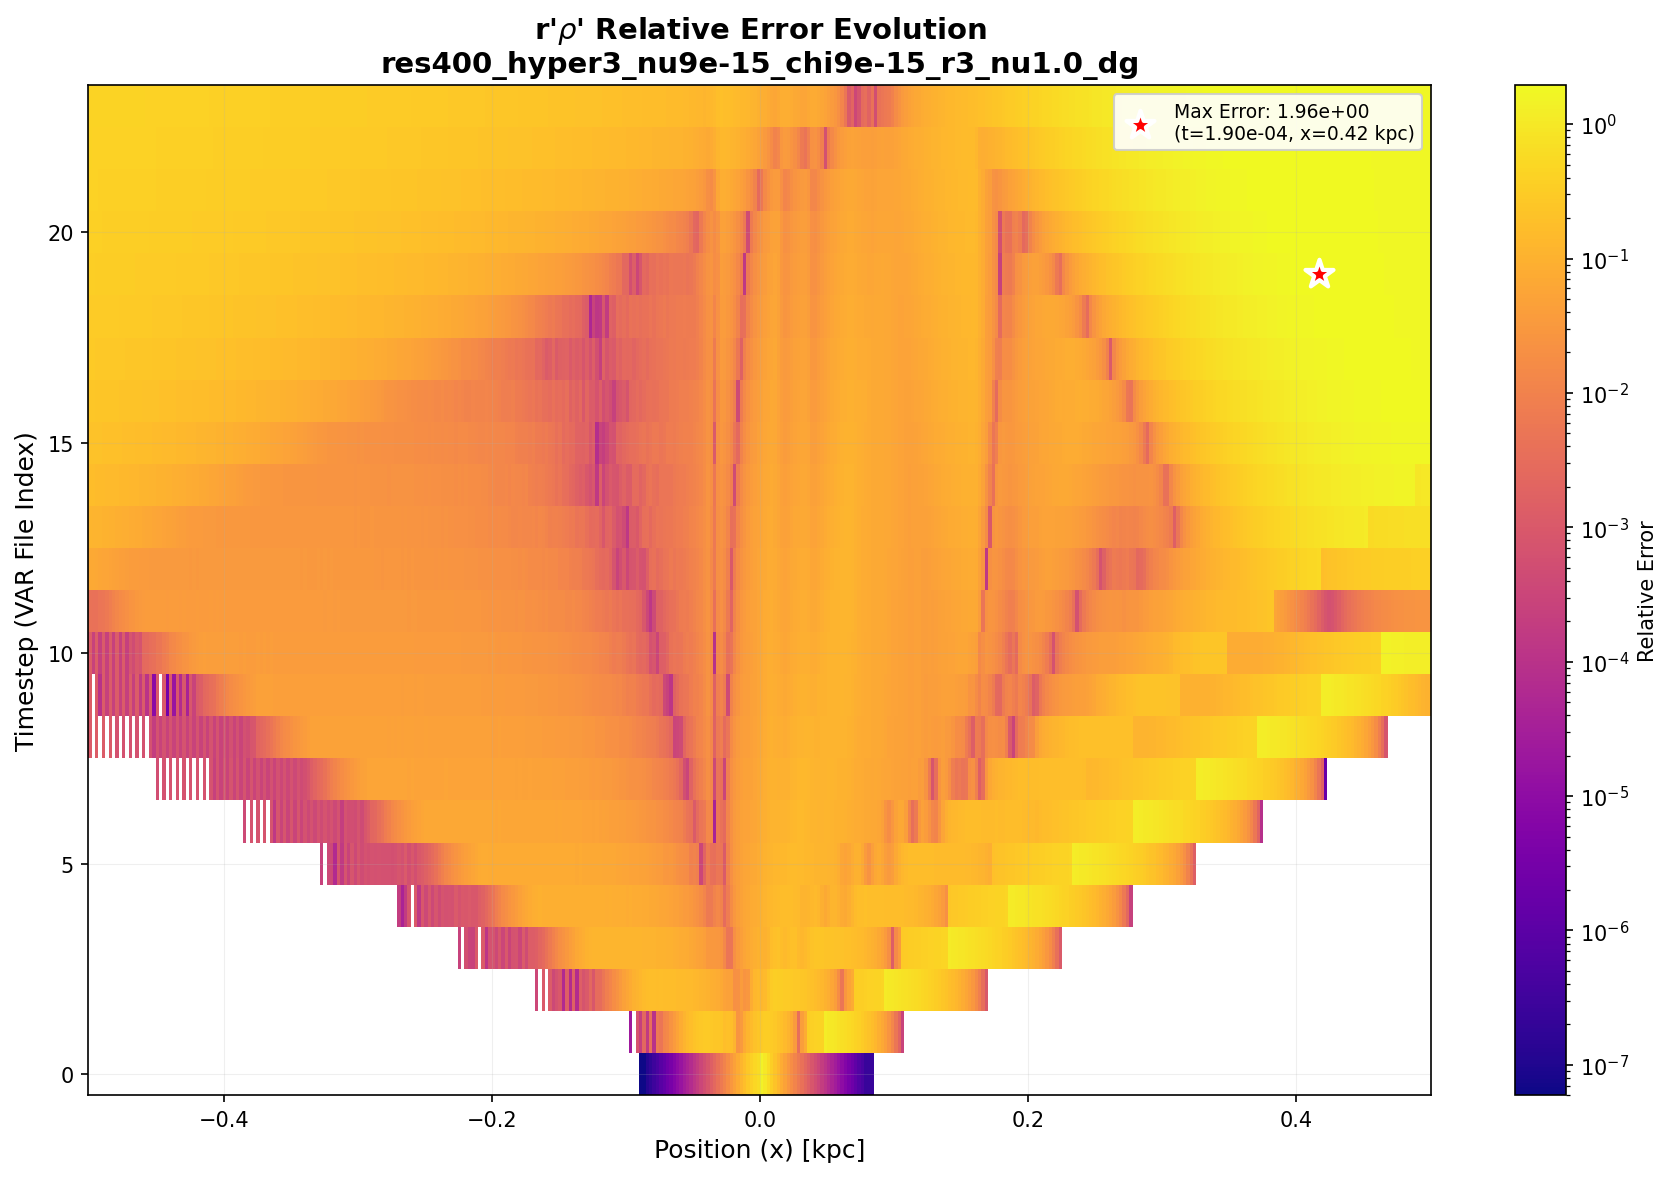 r'ρ' Relative Error Evolution
res400_hyper3_nu9e-15_chi9e-15_r3_nu1.0_dg
Max Error: 1.96e+00
(t=1.90e-04, x=0.42 kpc)
Timestep (VAR File Index)
20
15
10
5
0
−0.4
−0.2
0.0
0.2
0.4
Position (x) [kpc]
10⁰
10⁻¹
10⁻²
10⁻³
10⁻⁴
10⁻⁵
10⁻⁶
10⁻⁷
Relative Error